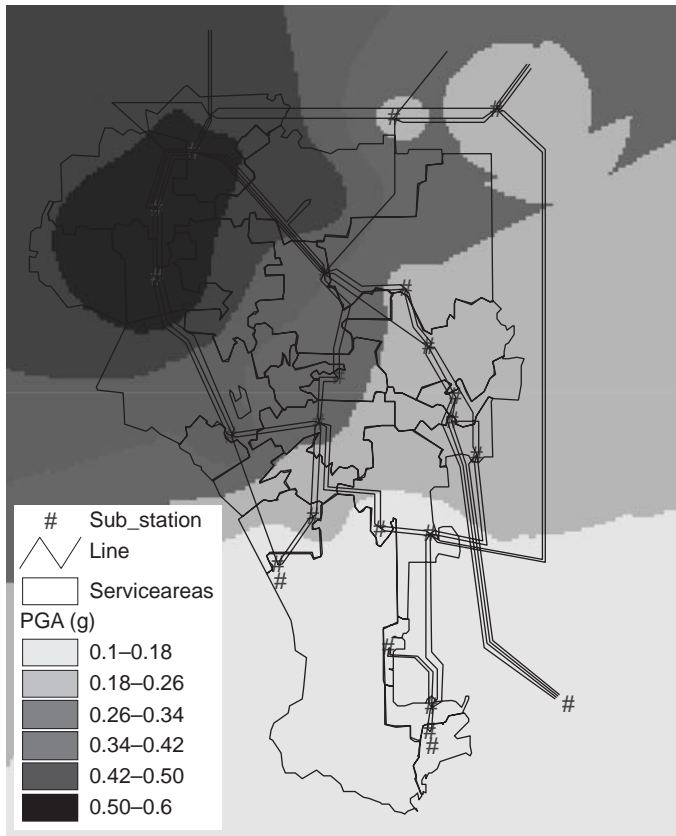 # Sub_station
Line
Serviceareas
PGA (g)
0.1–0.18
0.18–0.26
0.26–0.34
0.34–0.42
0.42–0.50
0.50–0.6